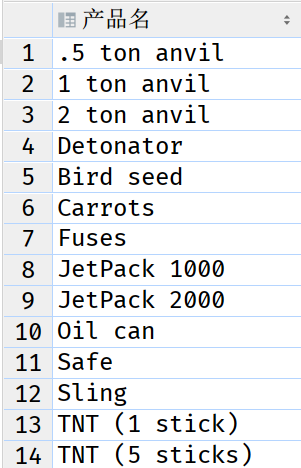 产品名
1 .5 ton anvil
2 1 ton anvil
3 2 ton anvil
4 Detonator
5 Bird seed
6 Carrots
7 Fuses
8 JetPack 1000
9 JetPack 2000
10 Oil can
11 Safe
12 Sling
13 TNT (1 stick)
14 TNT (5 sticks)